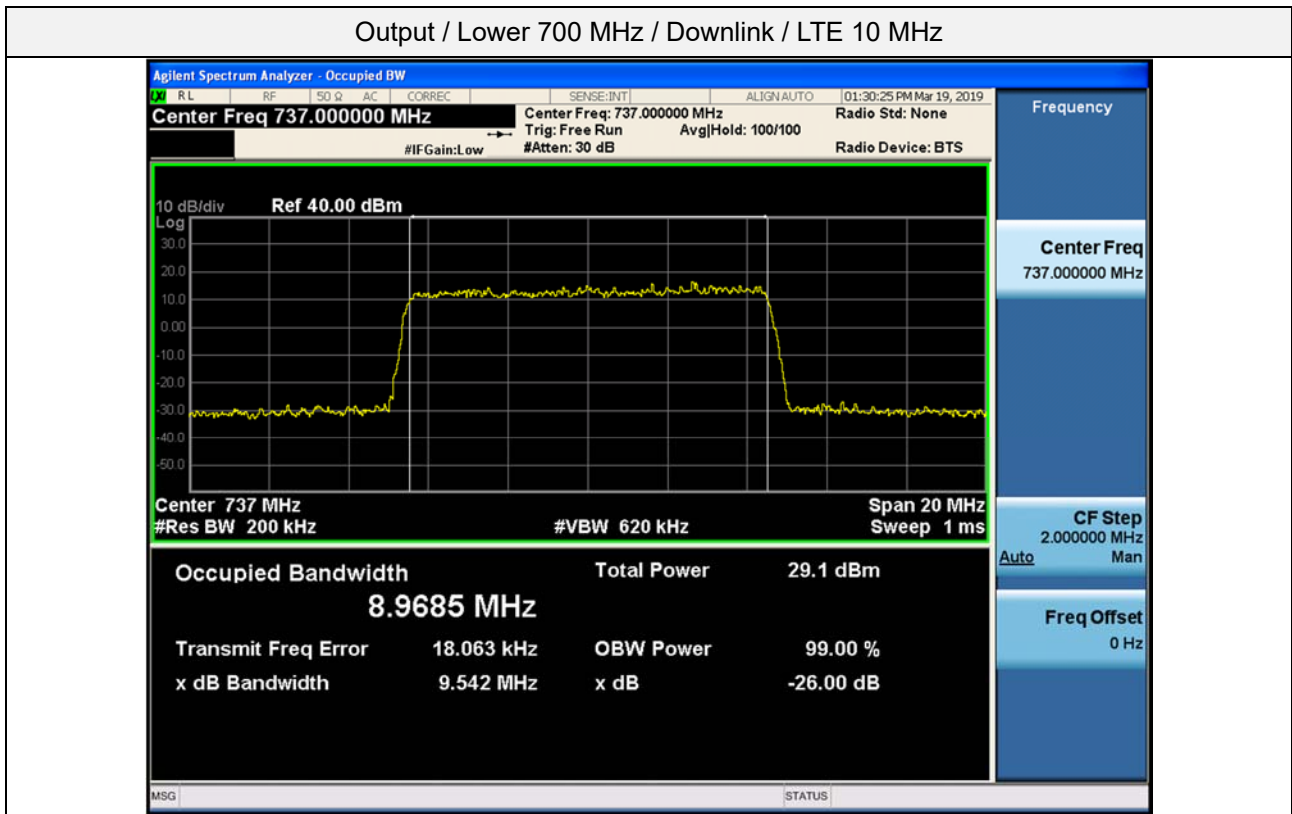 Output / Lower 700 MHz / Downlink / LTE 10 MHz
Agilent Spectrum Analyzer - Occupied BW
LXI RL RF 50 Ω AC CORREC SENSE:INT ALIGN AUTO 01:30:25 PM Mar 19, 2019
Center Freq 737.000000 MHz
Center Freq: 737.000000 MHz Radio Std: None
Trig: Free Run Avg|Hold: 100/100
#IFGain:Low #Atten: 30 dB Radio Device: BTS
10 dB/div Ref 40.00 dBm
Log
30.0
20.0
10.0
0.00
-10.0
-20.0
-30.0
-40.0
-50.0
Center 737 MHz Span 20 MHz
#Res BW 200 kHz #VBW 620 kHz Sweep 1 ms
Occupied Bandwidth Total Power 29.1 dBm
8.9685 MHz
Transmit Freq Error 18.063 kHz OBW Power 99.00 %
x dB Bandwidth 9.542 MHz x dB -26.00 dB
Frequency
Center Freq
737.000000 MHz
CF Step
2.000000 MHz
Auto Man
Freq Offset
0 Hz
MSG STATUS